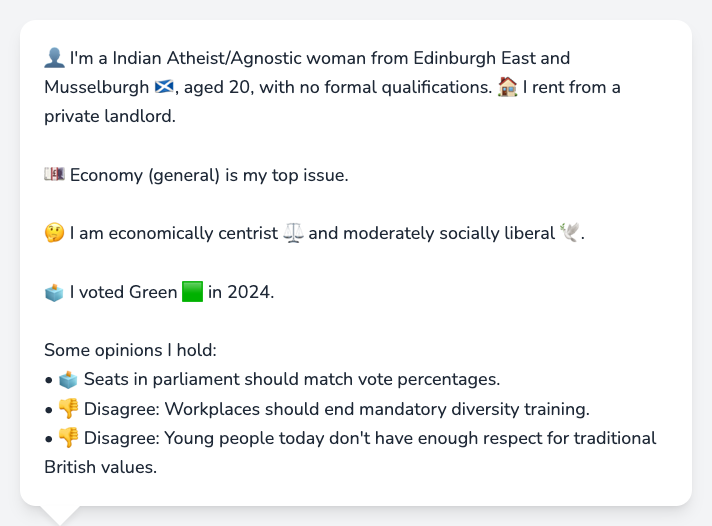 👤 I'm a Indian Atheist/Agnostic woman from Edinburgh East and
Musselburgh 🏴󠁧󠁢󠁳󠁣󠁴󠁿, aged 20, with no formal qualifications. 🏠 I rent from a
private landlord.
💷 Economy (general) is my top issue.
🤔 I am economically centrist ⚖️ and moderately socially liberal 🕊️.
🗳️ I voted Green 🟩 in 2024.
Some opinions I hold:
• 🗳️ Seats in parliament should match vote percentages.
• 👎 Disagree: Workplaces should end mandatory diversity training.
• 👎 Disagree: Young people today don't have enough respect for traditional
British values.